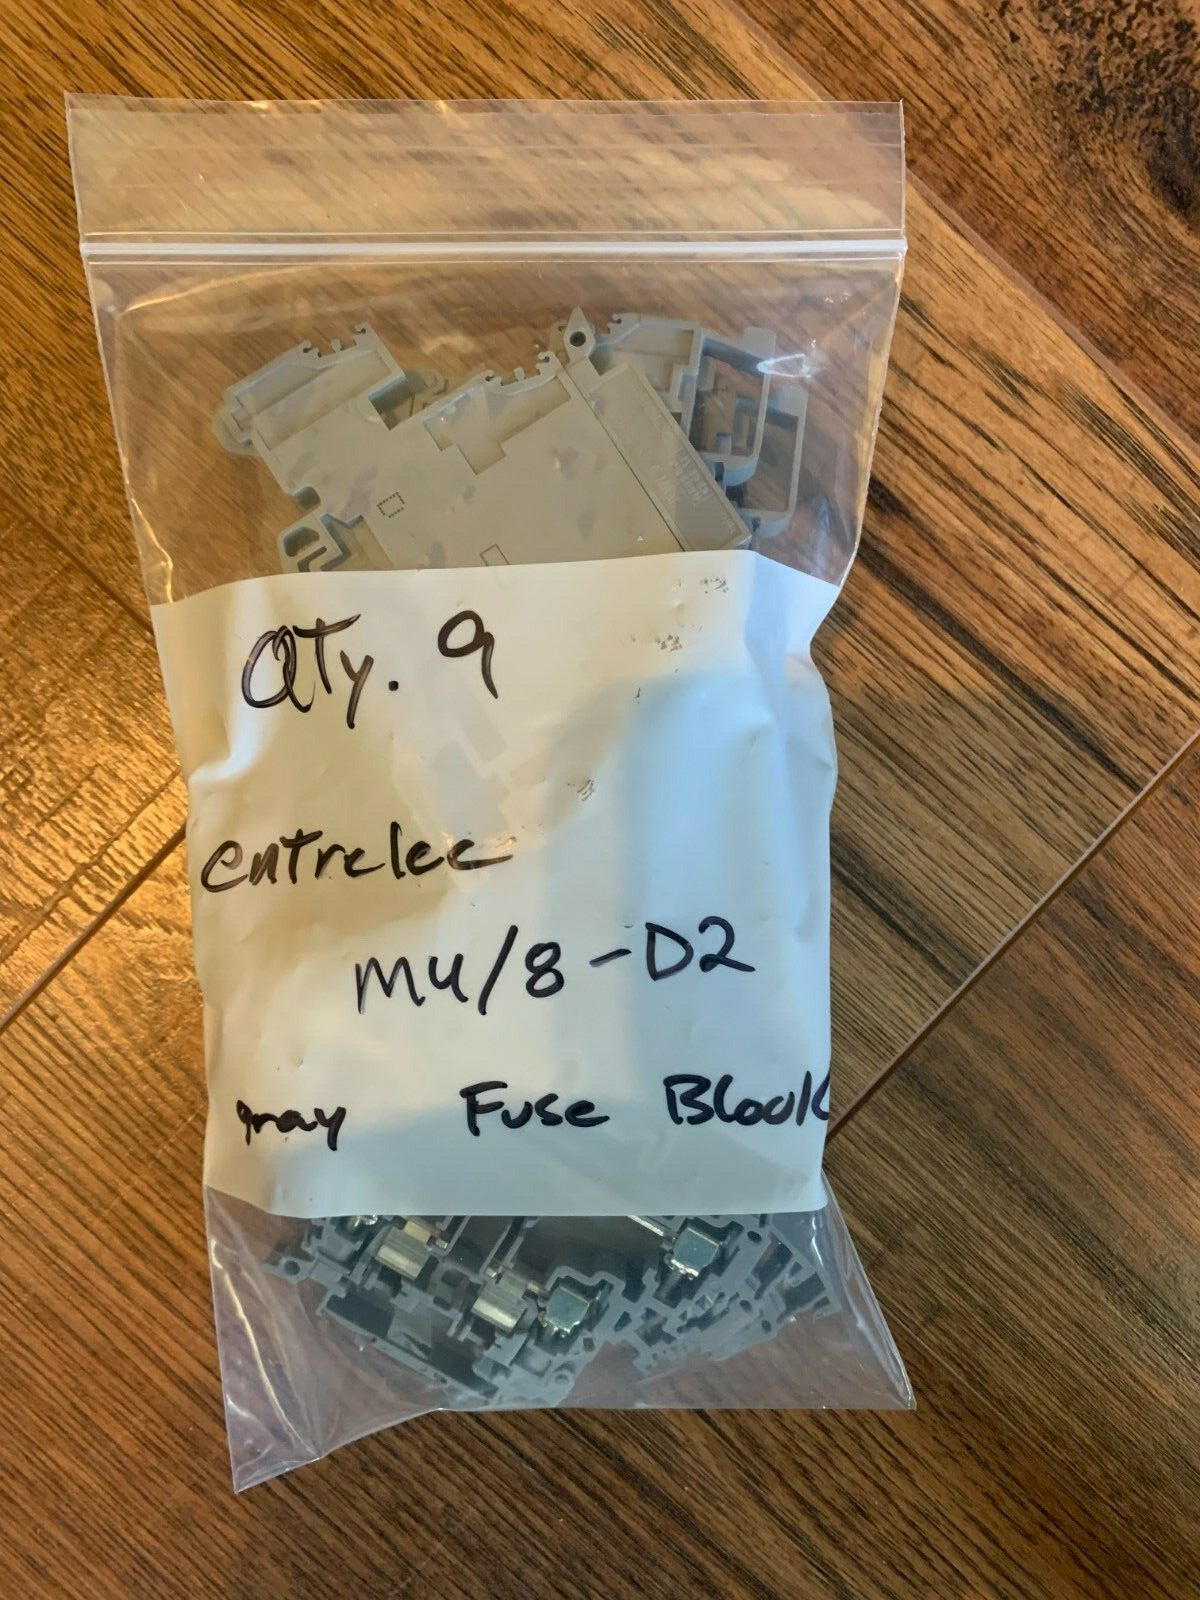 QTy. 9
entrelec
M4/8-D2
gray Fuse Block